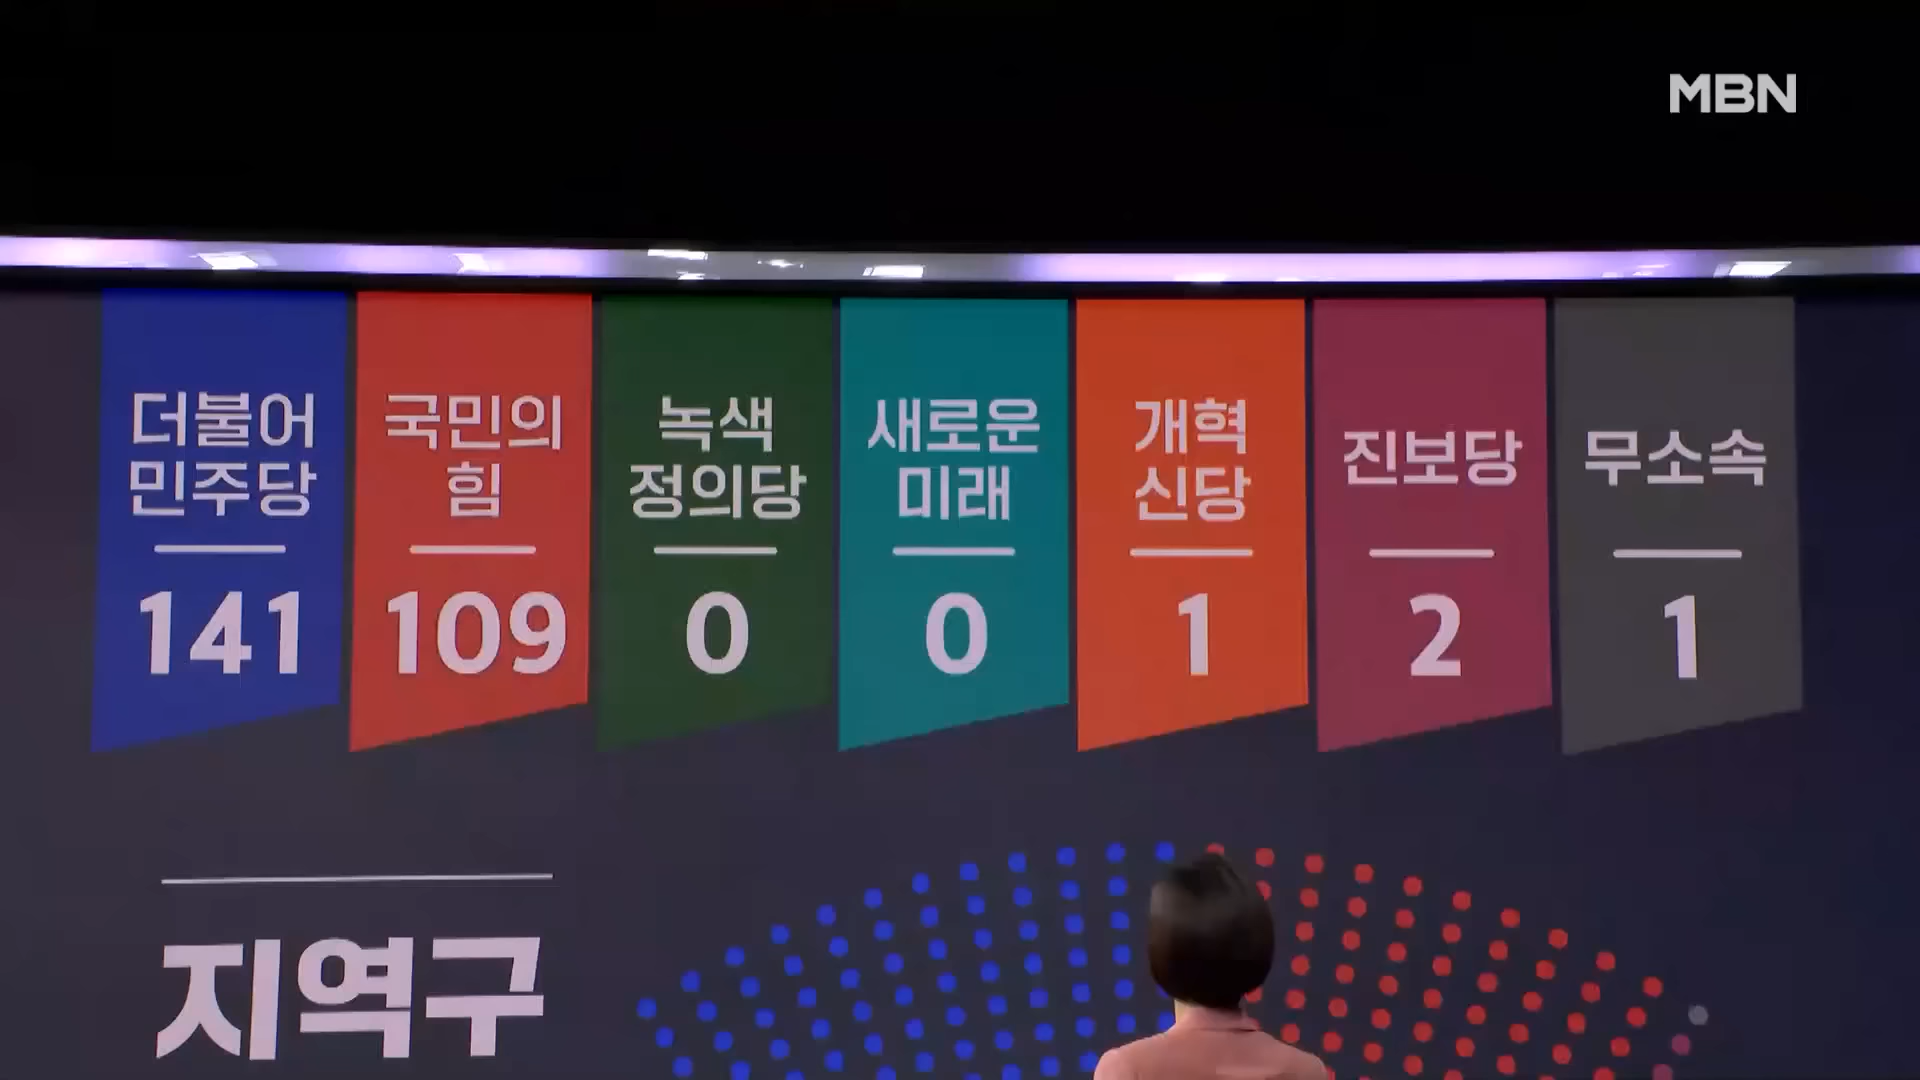 MBN
더불어
민주당
141
국민의
힘
109
녹색
정의당
0
새로운
미래
0
개혁
신당
1
진보당
2
무소속
1
지역구